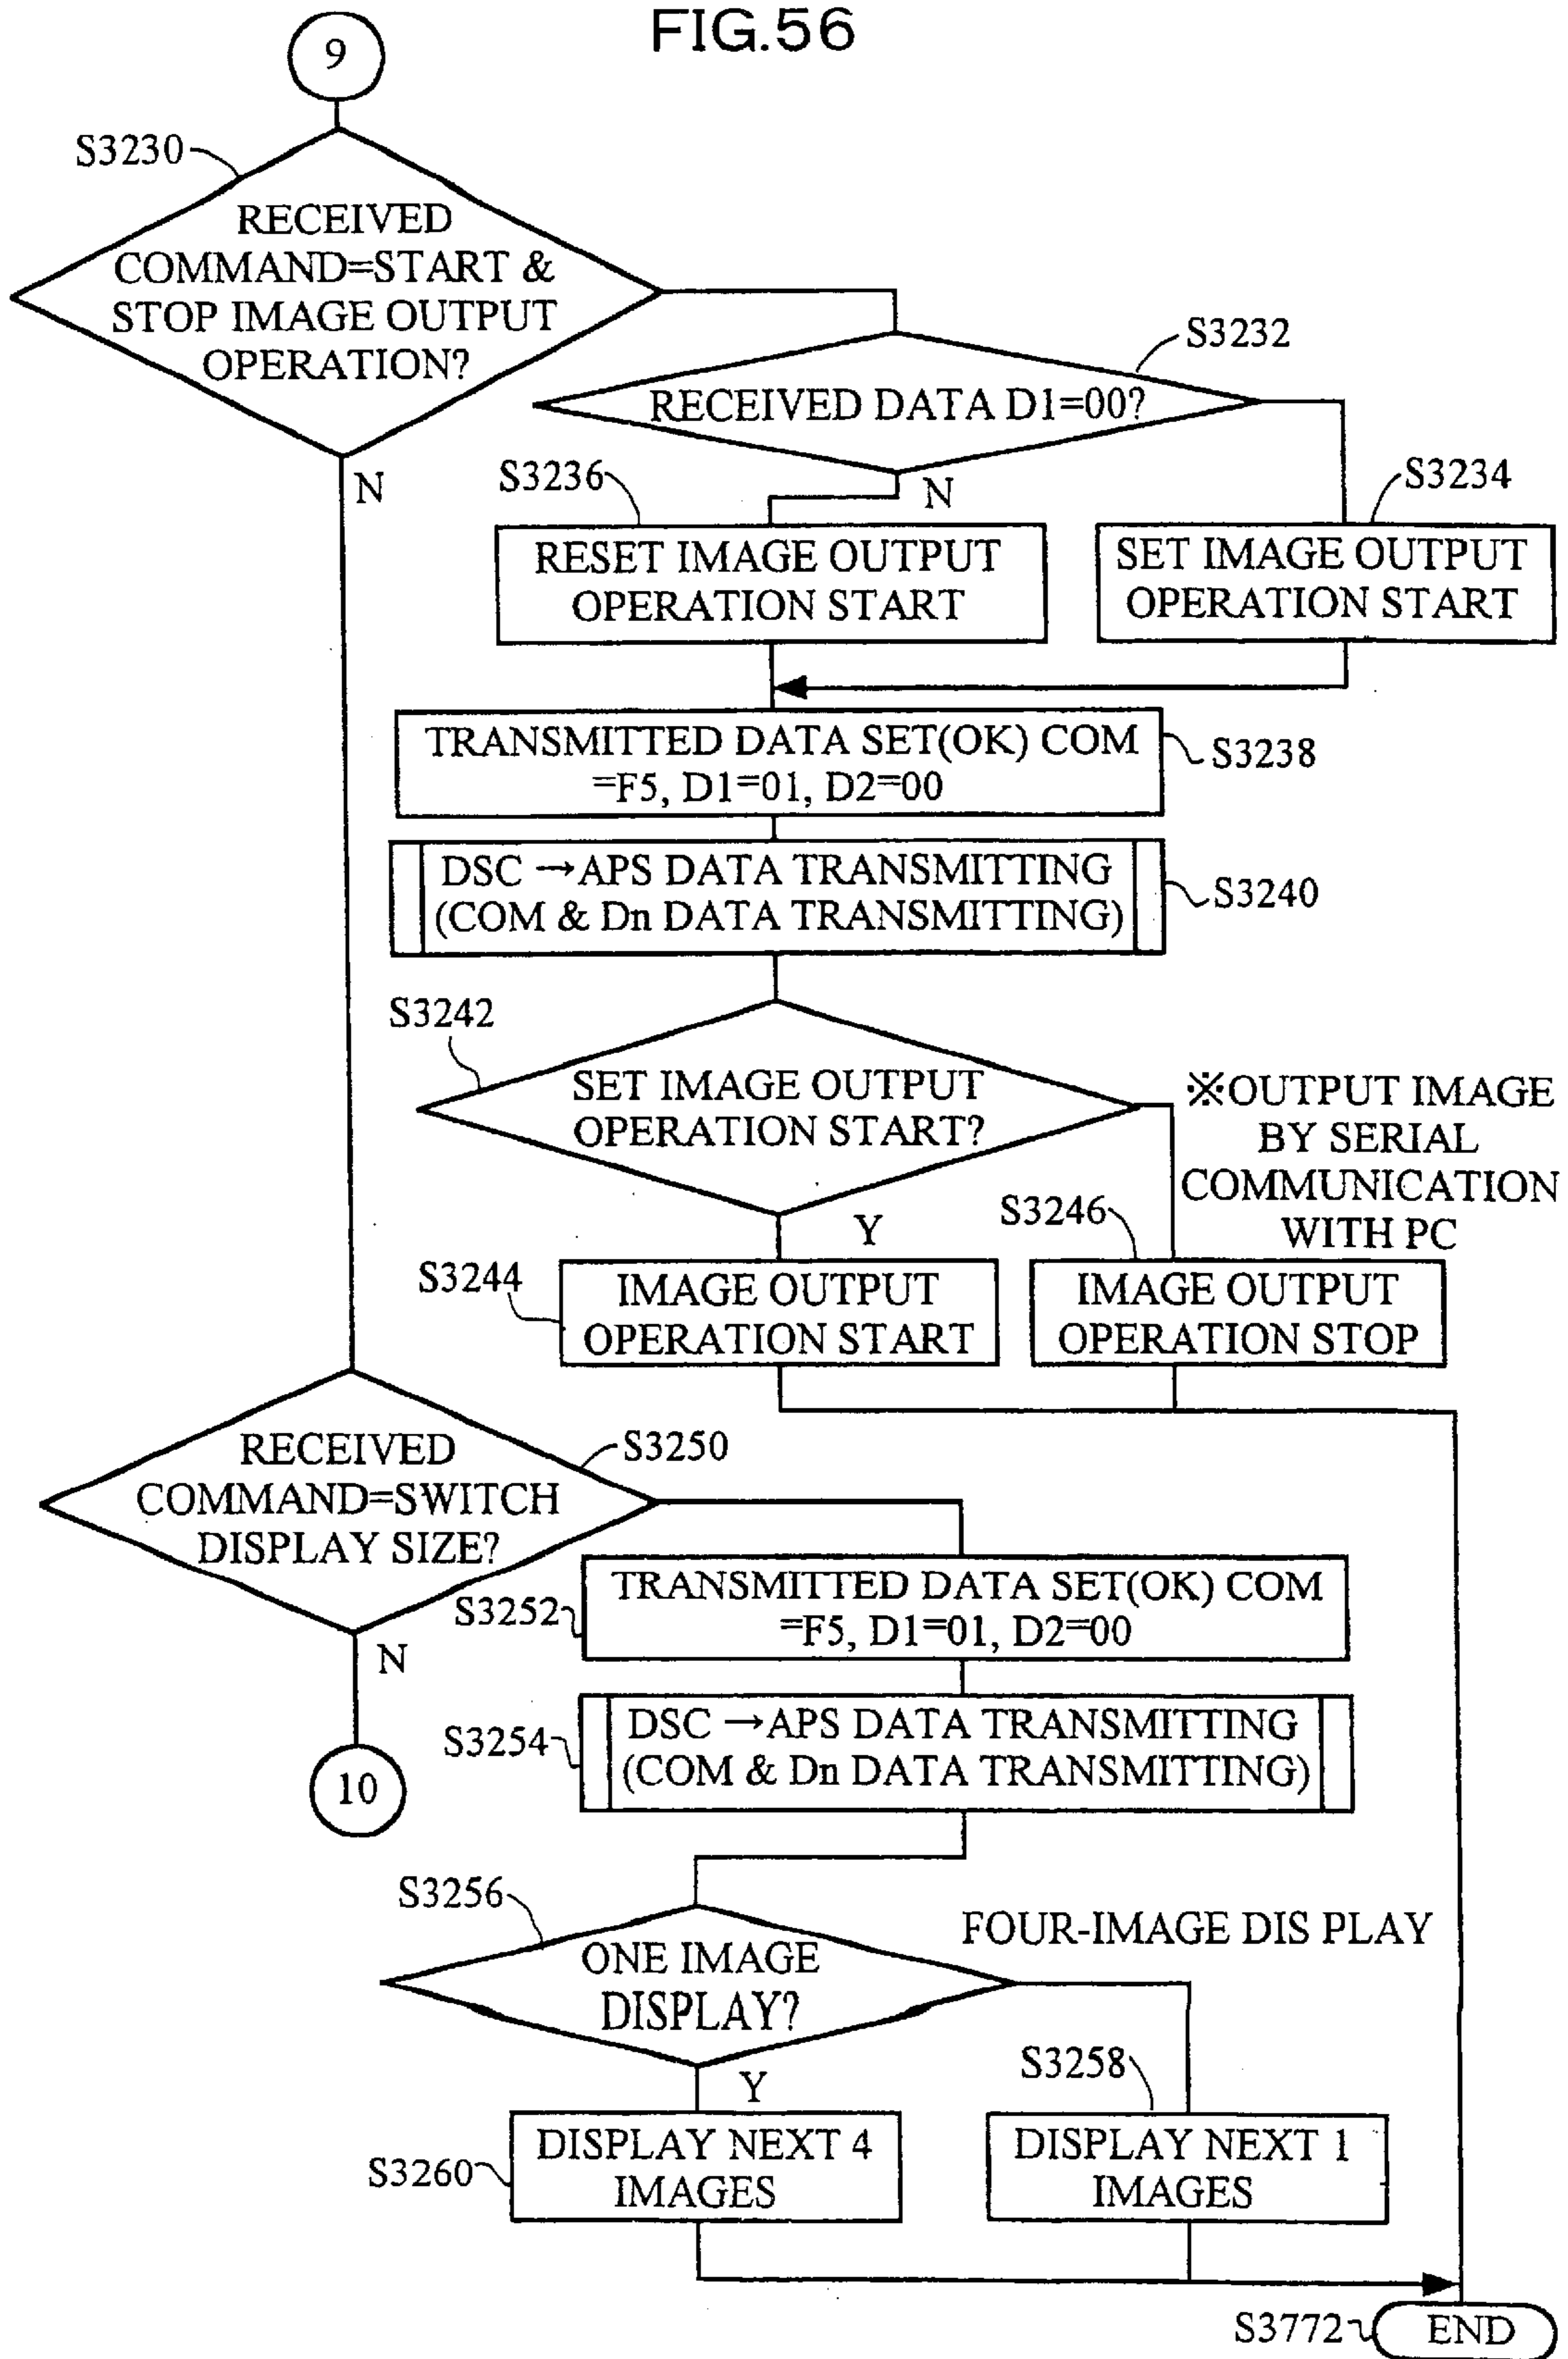 FIG.56
9
S3230
RECEIVED
COMMAND=START &
STOP IMAGE OUTPUT
OPERATION?
N
S3232
RECEIVED DATA D1=00?
N
S3236
RESET IMAGE OUTPUT
OPERATION START
S3234
SET IMAGE OUTPUT
OPERATION START
TRANSMITTED DATA SET(OK) COM
=F5, D1=01, D2=00
S3238
DSC →APS DATA TRANSMITTING
(COM & Dn DATA TRANSMITTING)
S3240
S3242
SET IMAGE OUTPUT
OPERATION START?
※OUTPUT IMAGE
BY SERIAL
COMMUNICATION
WITH PC
Y
S3246
S3244
IMAGE OUTPUT
OPERATION START
IMAGE OUTPUT
OPERATION STOP
RECEIVED
COMMAND=SWITCH
DISPLAY SIZE?
S3250
N
10
S3252
TRANSMITTED DATA SET(OK) COM
=F5, D1=01, D2=00
S3254
DSC →APS DATA TRANSMITTING
(COM & Dn DATA TRANSMITTING)
S3256
ONE IMAGE
DISPLAY?
FOUR-IMAGE DIS PLAY
Y
S3258
S3260
DISPLAY NEXT 4
IMAGES
DISPLAY NEXT 1
IMAGES
S3772
END